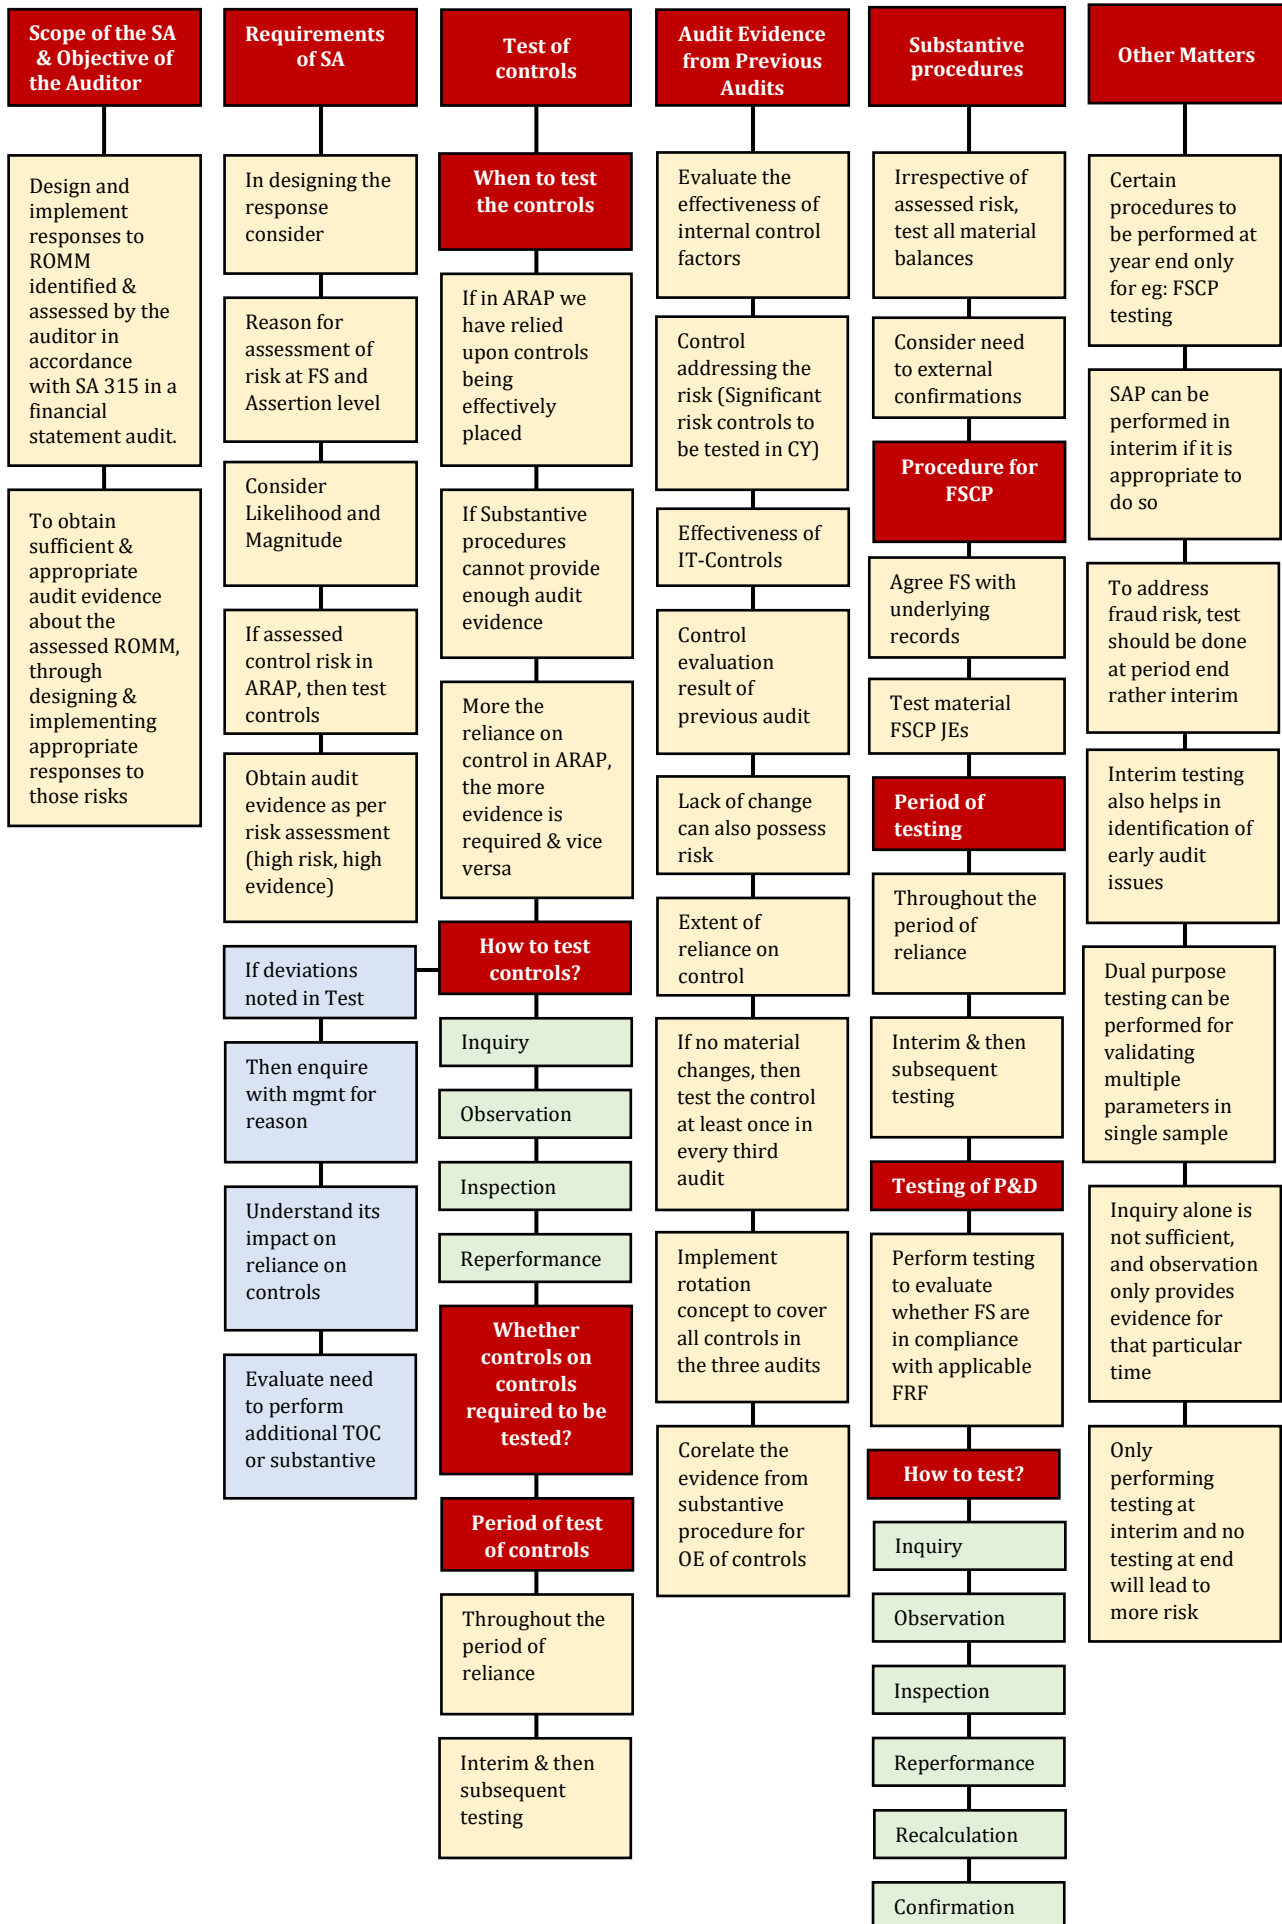 Scope of the SA
& Objective of
the Auditor
Design and
implement
responses to
ROMM
identified &
assessed by the
auditor in
accordance
with SA 315 in a
financial
statement audit.
To obtain
sufficient &
appropriate
audit evidence
about the
assessed ROMM,
through
designing &
implementing
appropriate
responses to
those risks
Requirements
of SA
In designing the
response
consider
Reason for
assessment of
risk at FS and
Assertion level
Consider
Likelihood and
Magnitude
If assessed
control risk in
ARAP, then test
controls
Obtain audit
evidence as per
risk assessment
(high risk, high
evidence)
If deviations
noted in Test
Then enquire
with mgmt for
reason
Understand its
impact on
reliance on
controls
Evaluate need
to perform
additional TOC
or substantive
Test of
controls
When to test
the controls
If in ARAP we
have relied
upon controls
being
effectively
placed
If Substantive
procedures
cannot provide
enough audit
evidence
More the
reliance on
control in ARAP,
the more
evidence is
required & vice
versa
How to test
controls?
Inquiry
Observation
Inspection
Reperformance
Whether
controls on
controls
required to be
tested?
Period of test
of controls
Throughout the
period of
reliance
Interim & then
subsequent
testing
Audit Evidence
from Previous
Audits
Evaluate the
effectiveness of
internal control
factors
Control
addressing the
risk (Significant
risk controls to
be tested in CY)
Effectiveness of
IT-Controls
Control
evaluation
result of
previous audit
Lack of change
can also possess
risk
Extent of
reliance on
control
If no material
changes, then
test the control
at least once in
every third
audit
Implement
rotation
concept to cover
all controls in
the three audits
Corelate the
evidence from
substantive
procedure for
OE of controls
Substantive
procedures
Irrespective of
assessed risk,
test all material
balances
Consider need
to external
confirmations
Procedure for
FSCP
Agree FS with
underlying
records
Test material
FSCP JEs
Period of
testing
Throughout the
period of
reliance
Interim & then
subsequent
testing
Testing of P&D
Perform testing
to evaluate
whether FS are
in compliance
with applicable
FRF
How to test?
Inquiry
Observation
Inspection
Reperformance
Recalculation
Confirmation
Other Matters
Certain
procedures to
be performed at
year end only
for eg: FSCP
testing
SAP can be
performed in
interim if it is
appropriate to
do so
To address
fraud risk, test
should be done
at period end
rather interim
Interim testing
also helps in
identification of
early audit
issues
Dual purpose
testing can be
performed for
validating
multiple
parameters in
single sample
Inquiry alone is
not sufficient,
and observation
only provides
evidence for
that particular
time
Only
performing
testing at
interim and no
testing at end
will lead to
more risk